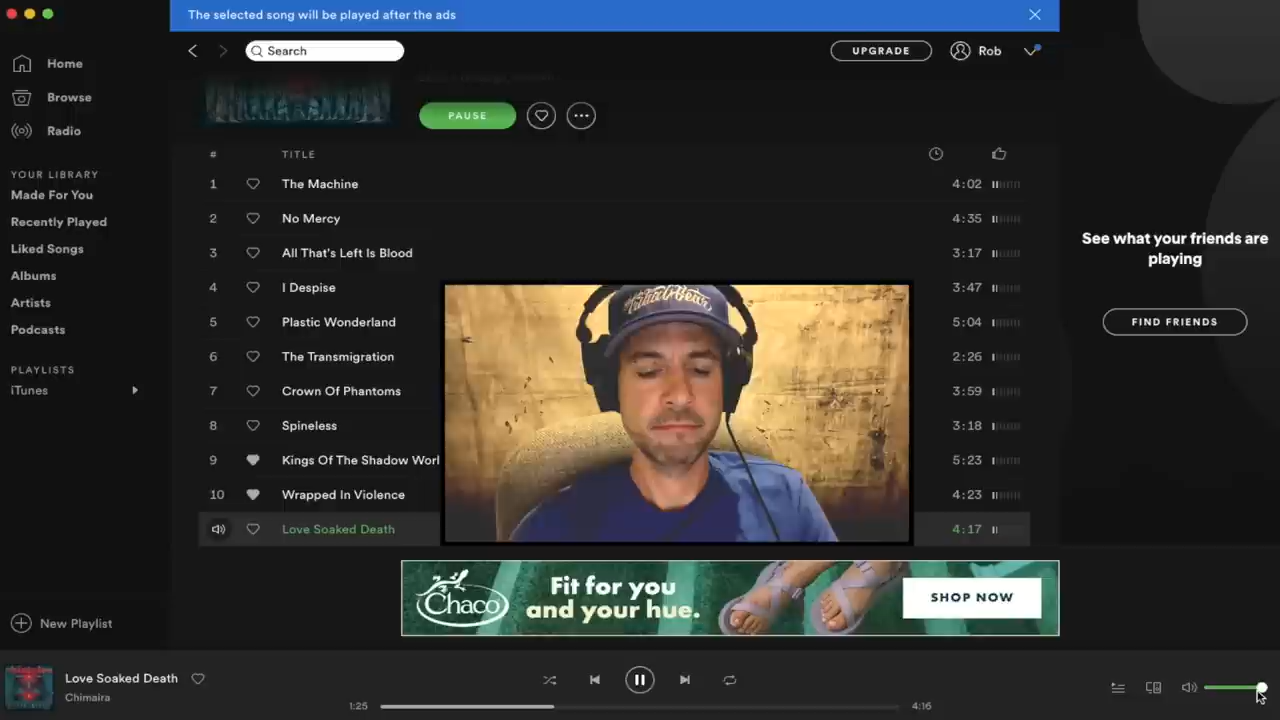 The selected song will be played after the ads
Search
UPGRADE
Rob
Home
Browse
Radio
YOUR LIBRARY
Made For You
Recently Played
Liked Songs
Albums
Artists
Podcasts
PLAYLISTS
iTunes
New Playlist
PAUSE
# TITLE
1 The Machine 4:02
2 No Mercy 4:35
3 All That's Left Is Blood 3:17
4 I Despise 3:47
5 Plastic Wonderland 5:04
6 The Transmigration 2:26
7 Crown Of Phantoms 3:59
8 Spineless 3:18
9 Kings Of The Shadow Worl 5:23
10 Wrapped In Violence 4:23
Love Soaked Death 4:17
See what your friends are
playing
FIND FRIENDS
Chaco
Fit for you
and your hue.
SHOP NOW
Love Soaked Death
Chimaira
1:25
4:16